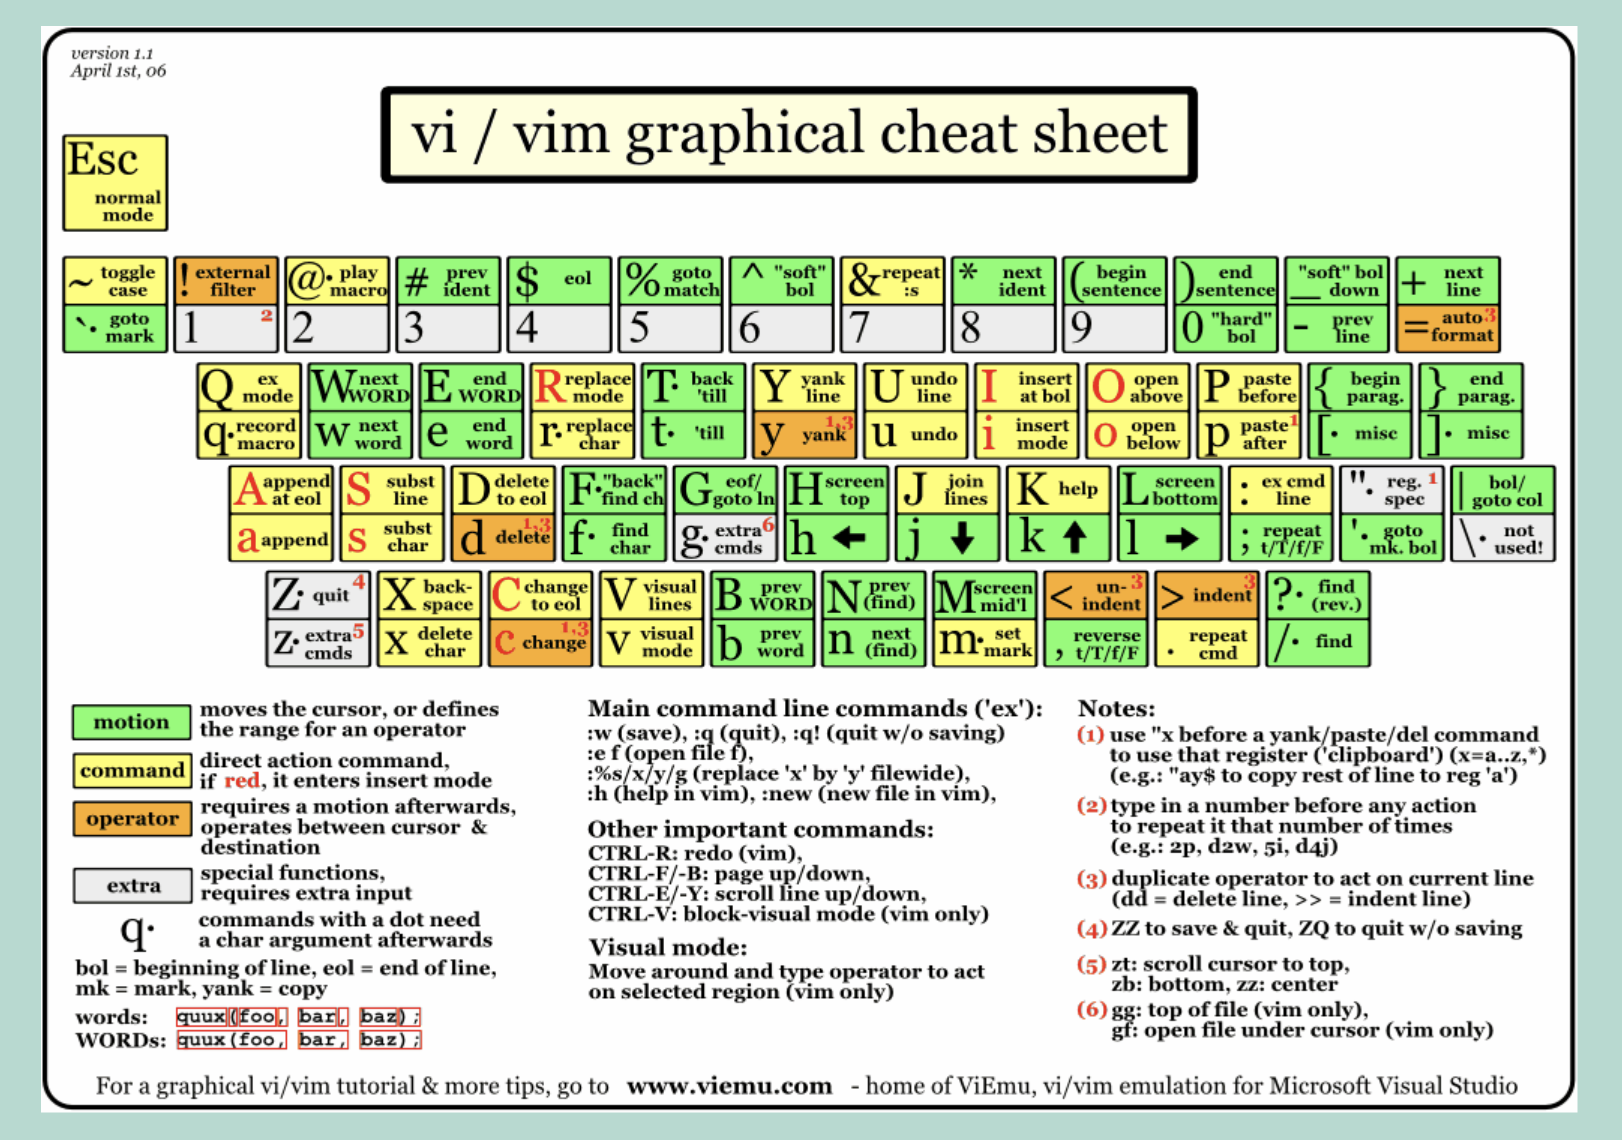 version 1.1
April 1st, 06
vi / vim graphical cheat sheet
Esc
normal
mode
~ toggle case
! external filter
@· play macro
# prev ident
$ eol
% goto match
^ "soft" bol
& repeat :s
* next ident
( begin sentence
) end sentence
_ "soft" bol down
+ next line
`· goto mark
1 2
2
3
4
5
6
7
8
9
0 "hard" bol
- prev line
= auto3 format
Q ex mode
W next WORD
E end WORD
R replace mode
T· back 'till
Y yank line
U undo line
I insert at bol
O open above
P paste before
{ begin parag.
} end parag.
q· record macro
w next word
e end word
r· replace char
t· 'till
y yank 1,3
u undo
i insert mode
o open below
p paste1 after
[· misc
]· misc
A append at eol
S subst line
D delete to eol
F· "back" find ch
G eof/ goto ln
H screen top
J join lines
K help
L screen bottom
: ex cmd line
"· reg. 1 spec
| bol/ goto col
a append
s subst char
d delete 1,3
f· find char
g· extra6 cmds
h ←
j ↓
k ↑
l →
; repeat t/T/f/F
'· goto mk. bol
\· not used!
Z· quit 4
X back-space
C change to eol
V visual lines
B prev WORD
N prev (find)
M screen mid'l
< un-3 indent
> indent 3
?· find (rev.)
z· extra5 cmds
x delete char
c change 1,3
v visual mode
b prev word
n next (find)
m· set mark
, reverse t/T/f/F
. repeat cmd
/· find
motion
moves the cursor, or defines
the range for an operator
command
direct action command,
if red, it enters insert mode
operator
requires a motion afterwards,
operates between cursor &
destination
extra
special functions,
requires extra input
q·
commands with a dot need
a char argument afterwards
bol = beginning of line, eol = end of line,
mk = mark, yank = copy
words: quux(foo, bar, baz);
WORDs: quux(foo, bar, baz);
Main command line commands ('ex'):
:w (save), :q (quit), :q! (quit w/o saving)
:e f (open file f),
:%s/x/y/g (replace 'x' by 'y' filewide),
:h (help in vim), :new (new file in vim),
Other important commands:
CTRL-R: redo (vim),
CTRL-F/-B: page up/down,
CTRL-E/-Y: scroll line up/down,
CTRL-V: block-visual mode (vim only)
Visual mode:
Move around and type operator to act
on selected region (vim only)
Notes:
(1) use "x before a yank/paste/del command
to use that register ('clipboard') (x=a..z,*)
(e.g.: "ay$ to copy rest of line to reg 'a')
(2) type in a number before any action
to repeat it that number of times
(e.g.: 2p, d2w, 5i, d4j)
(3) duplicate operator to act on current line
(dd = delete line, >> = indent line)
(4) ZZ to save & quit, ZQ to quit w/o saving
(5) zt: scroll cursor to top,
zb: bottom, zz: center
(6) gg: top of file (vim only),
gf: open file under cursor (vim only)
For a graphical vi/vim tutorial & more tips, go to www.viemu.com - home of ViEmu, vi/vim emulation for Microsoft Visual Studio